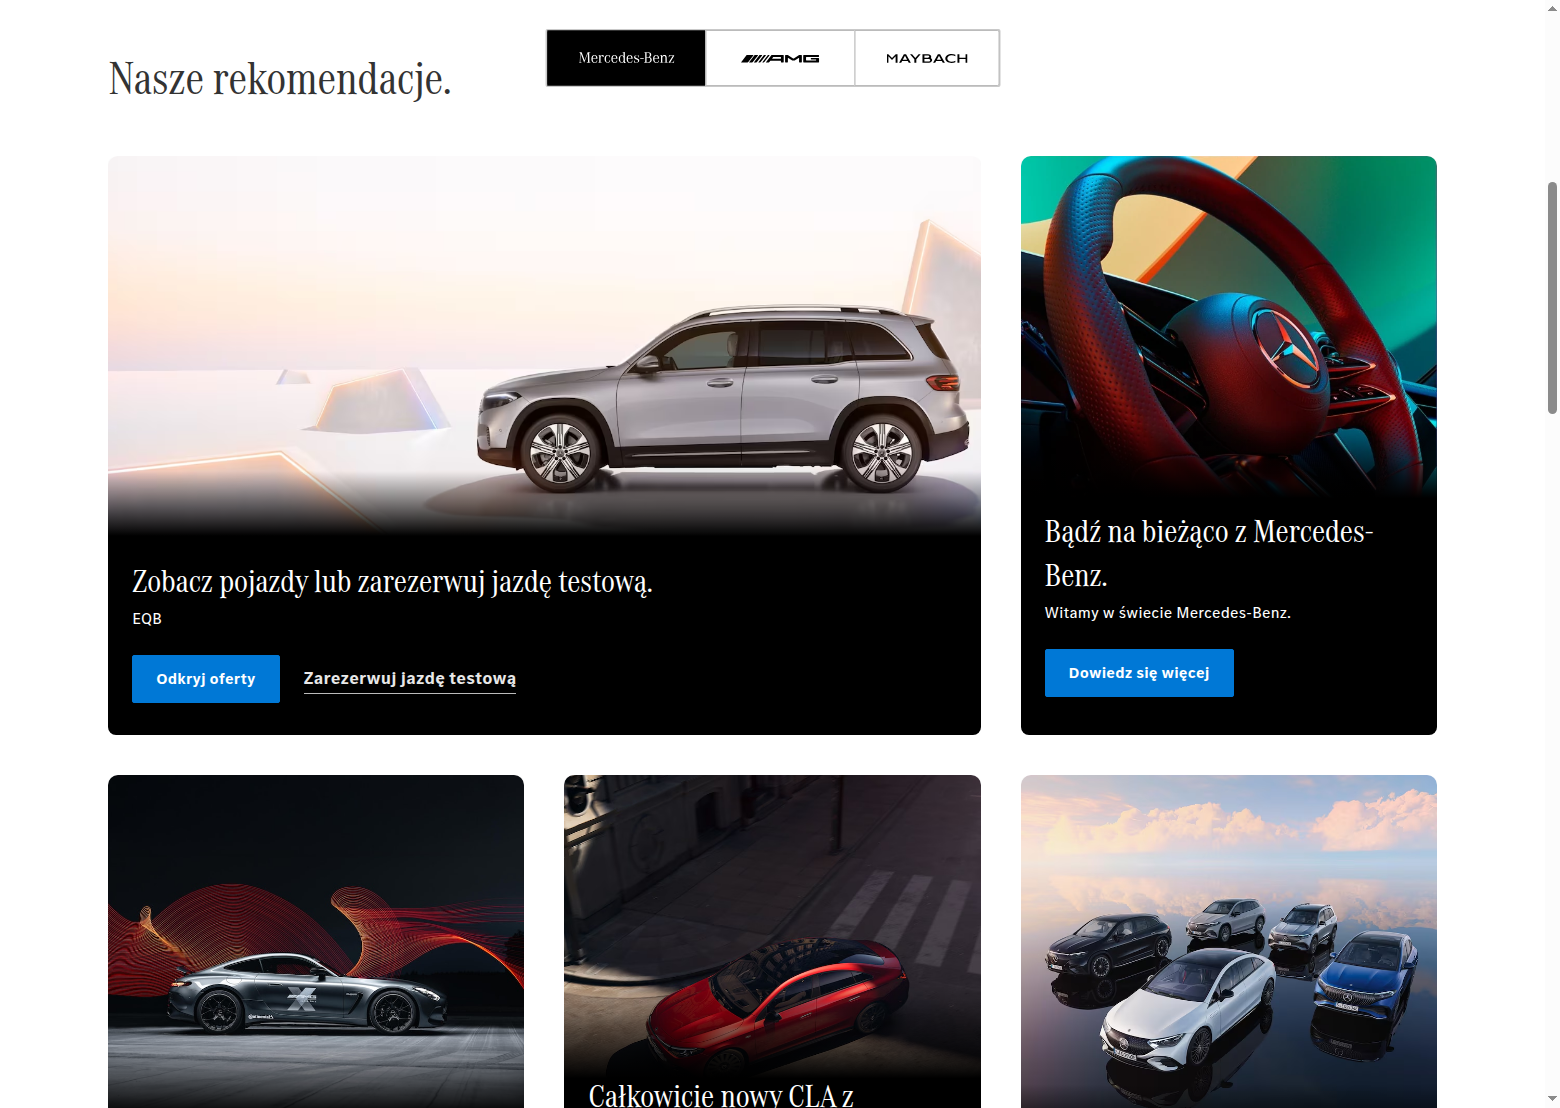 Nasze rekomendacje.
Mercedes-Benz
AMG
MAYBACH
Zobacz pojazdy lub zarezerwuj jazdę testową.
EQB
Odkryj oferty
Zarezerwuj jazdę testową
Bądź na bieżąco z Mercedes-
Benz.
Witamy w świecie Mercedes-Benz.
Dowiedz się więcej
Całkowicie nowy CLA z